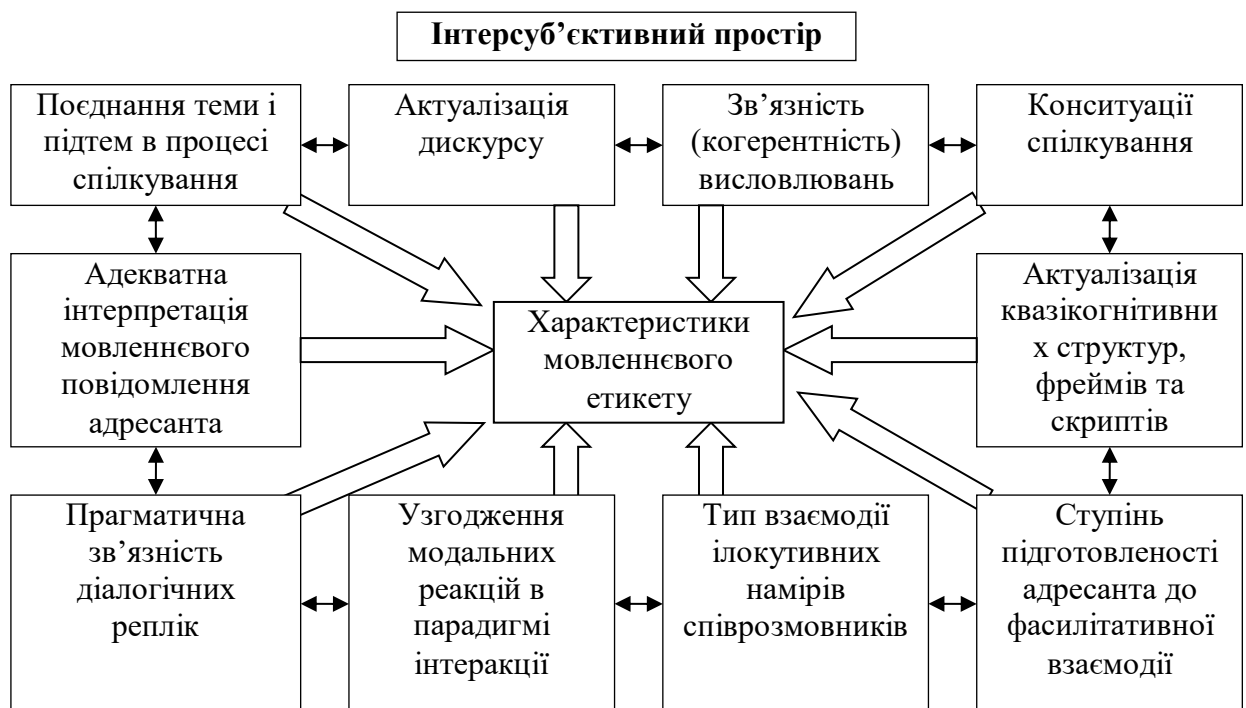 Інтерсуб’єктивний простір
Поєднання теми і
підтем в процесі
спілкування
Актуалізація
дискурсу
Зв’язність
(когерентність)
висловлювань
Конситуації
спілкування
Адекватна
інтерпретація
мовленнєвого
повідомлення
адресанта
Характеристики
мовленнєвого
етикету
Актуалізація
квазікогнітивни
х структур,
фреймів та
скриптів
Прагматична
зв’язність
діалогічних
реплік
Узгодження
модальних
реакцій в
парадигмі
інтеракції
Тип взаємодії
ілокутивних
намірів
співрозмовників
Ступінь
підготовленості
адресанта до
фасилітативної
взаємодії